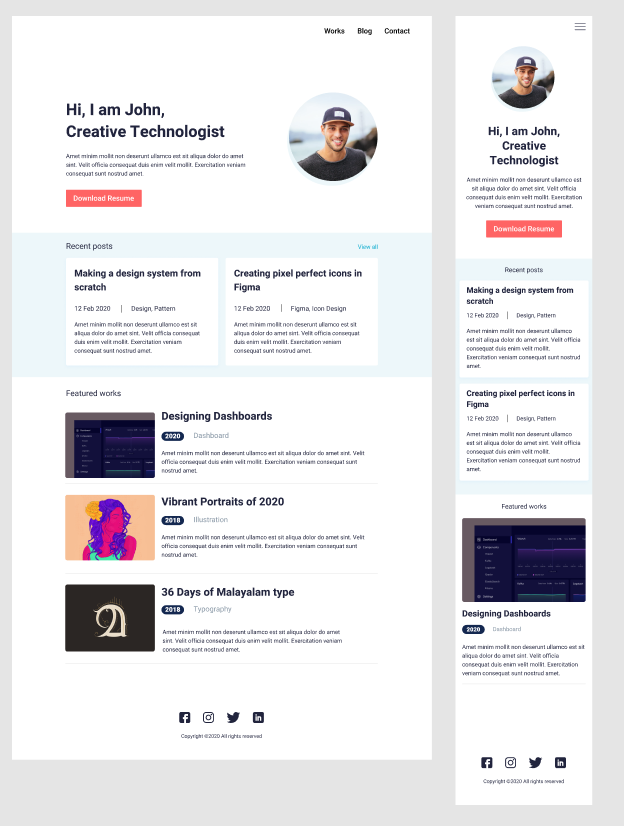 Works Blog Contact
Hi, I am John,
Creative Technologist
Amet minim mollit non deserunt ullamco est sit aliqua dolor do amet
sint. Velit officia consequat duis enim velit mollit. Exercitation veniam
consequat sunt nostrud amet.
Download Resume
Recent posts
View all
Making a design system from
scratch
12 Feb 2020 | Design, Pattern
Amet minim mollit non deserunt ullamco est sit
aliqua dolor do amet sint. Velit officia consequat
duis enim velit mollit. Exercitation veniam
consequat sunt nostrud amet.
Creating pixel perfect icons in
Figma
12 Feb 2020 | Figma, Icon Design
Amet minim mollit non deserunt ullamco est sit
aliqua dolor do amet sint. Velit officia consequat
duis enim velit mollit. Exercitation veniam
consequat sunt nostrud amet.
Featured works
Designing Dashboards
2020 Dashboard
Amet minim mollit non deserunt ullamco est sit aliqua dolor do amet sint. Velit
officia consequat duis enim velit mollit. Exercitation veniam consequat sunt
nostrud amet.
Vibrant Portraits of 2020
2018 Illustration
Amet minim mollit non deserunt ullamco est sit aliqua dolor do amet sint. Velit
officia consequat duis enim velit mollit. Exercitation veniam consequat sunt
nostrud amet.
36 Days of Malayalam type
2018 Typography
Amet minim mollit non deserunt ullamco est sit aliqua dolor do amet
sint. Velit officia consequat duis enim velit mollit. Exercitation veniam
consequat sunt nostrud amet.
Copyright ©2020 All rights reserved
Hi, I am John,
Creative
Technologist
Amet minim mollit non deserunt ullamco est
sit aliqua dolor do amet sint. Velit officia
consequat duis enim velit mollit. Exercitation
veniam consequat sunt nostrud amet.
Download Resume
Recent posts
Making a design system from
scratch
12 Feb 2020 | Design, Pattern
Amet minim mollit non deserunt ullamco
est sit aliqua dolor do amet sint. Velit officia
consequat duis enim velit mollit.
Exercitation veniam consequat sunt nostrud
amet.
Creating pixel perfect icons in
Figma
12 Feb 2020 | Design, Pattern
Amet minim mollit non deserunt ullamco
est sit aliqua dolor do amet sint. Velit officia
consequat duis enim velit mollit.
Exercitation veniam consequat sunt nostrud
amet.
Featured works
Dashboard
Settings
Designing Dashboards
2020 Dashboard
Amet minim mollit non deserunt ullamco est sit
aliqua dolor do amet sint. Velit officia
consequat duis enim velit mollit. Exercitation
veniam consequat sunt nostrud amet.
Copyright ©2020 All rights reserved